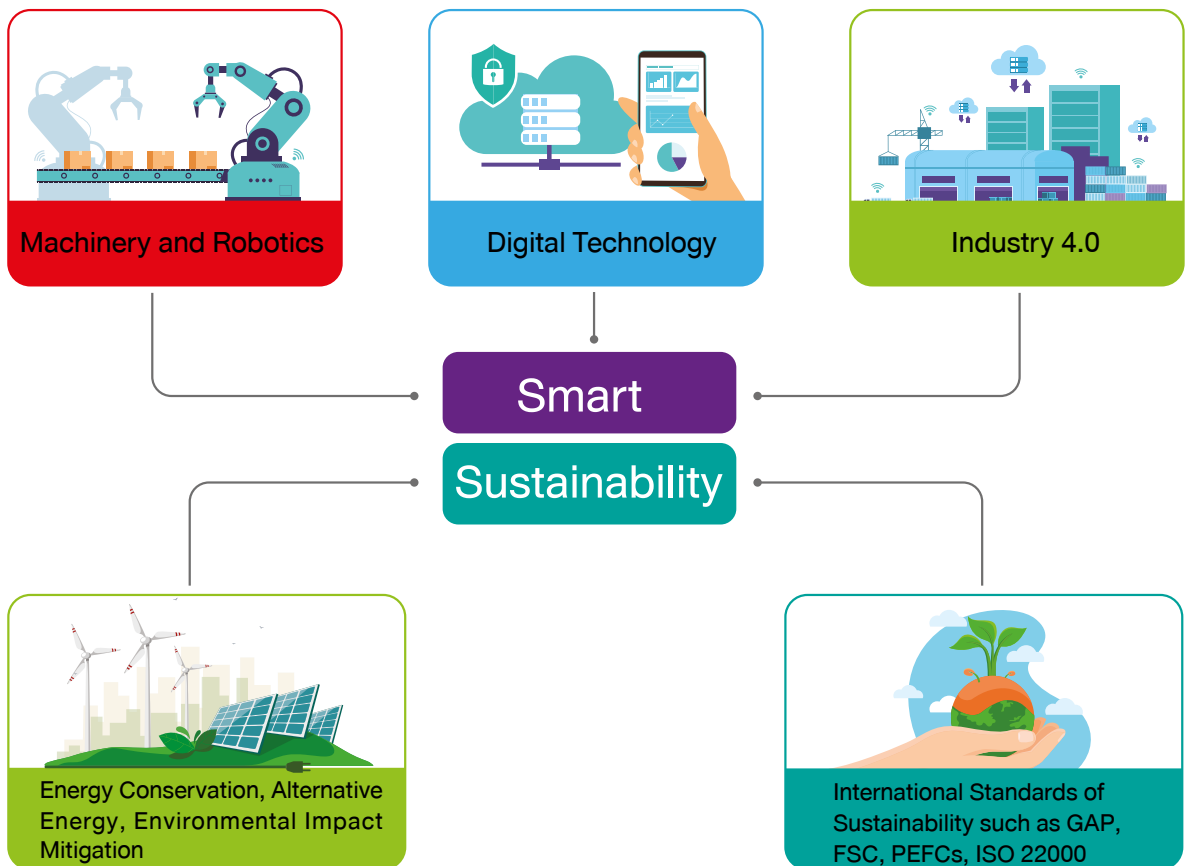 Machinery and Robotics
Digital Technology
Industry 4.0
Smart
Sustainability
Energy Conservation, Alternative
Energy, Environmental Impact
Mitigation
International Standards of
Sustainability such as GAP,
FSC, PEFCs, ISO 22000